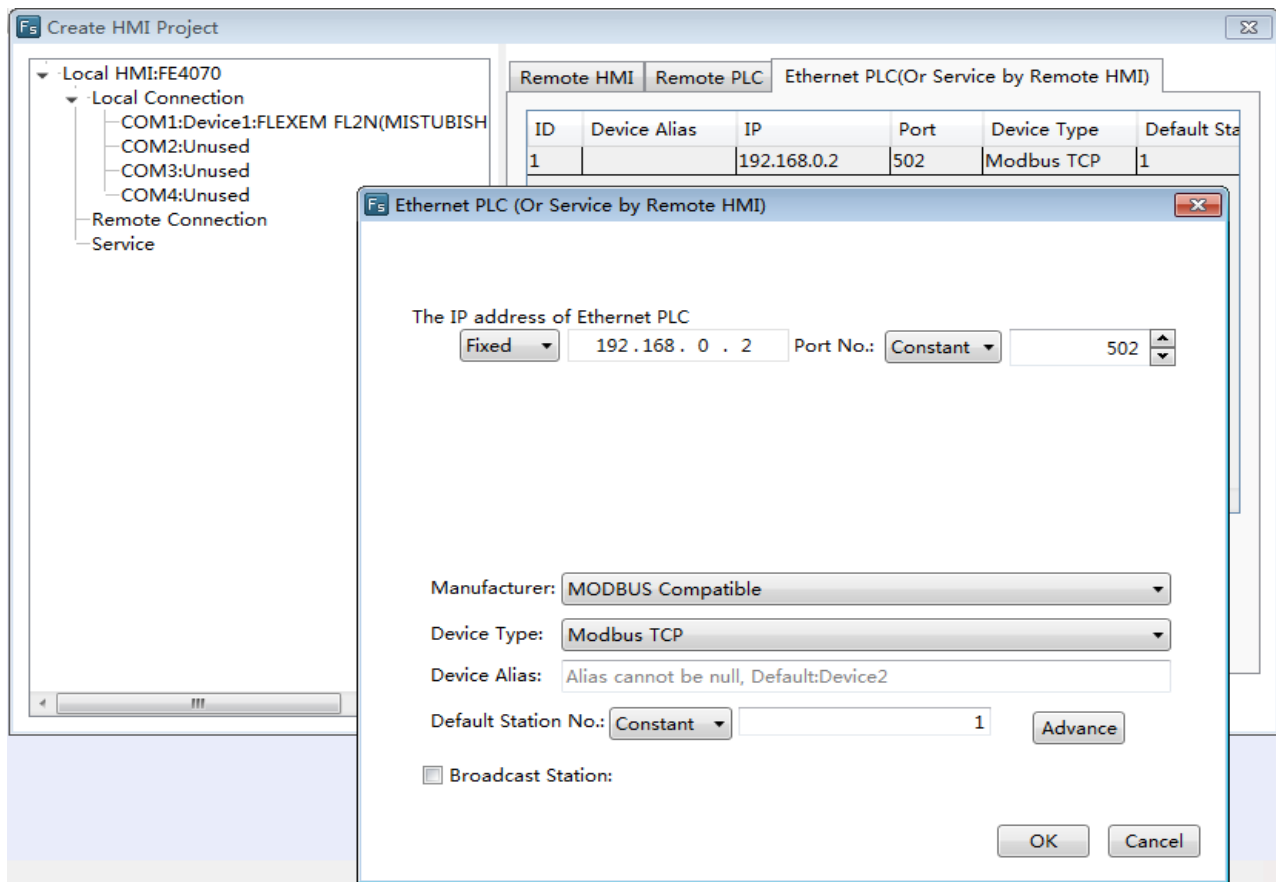 Fs Create HMI Project
Local HMI:FE4070
Local Connection
COM1:Device1:FLEXEM FL2N(MISTUBISH
COM2:Unused
COM3:Unused
COM4:Unused
Remote Connection
Service
Remote HMI Remote PLC Ethernet PLC(Or Service by Remote HMI)
ID Device Alias IP Port Device Type Default Sta
1 192.168.0.2 502 Modbus TCP 1
Fs Ethernet PLC (Or Service by Remote HMI)
The IP address of Ethernet PLC
Fixed 192.168. 0 . 2 Port No.: Constant 502
Manufacturer: MODBUS Compatible
Device Type: Modbus TCP
Device Alias: Alias cannot be null, Default:Device2
Default Station No.: Constant 1 Advance
Broadcast Station:
OK Cancel